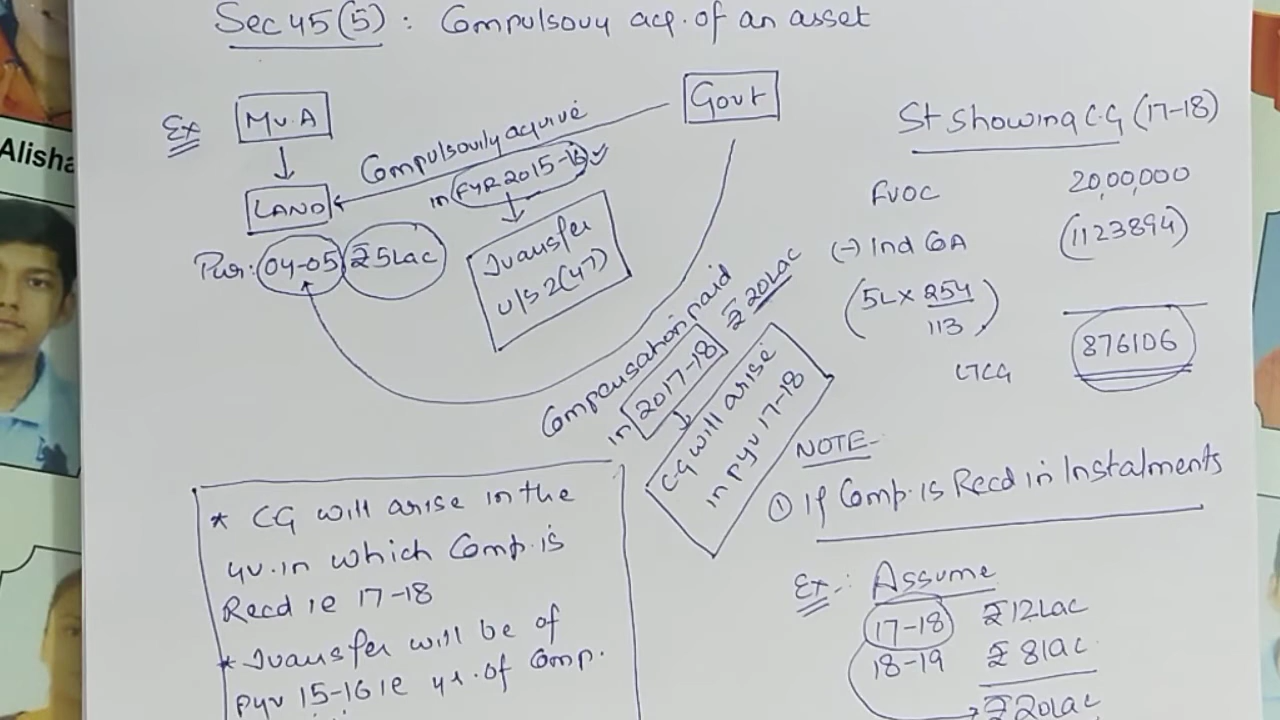 Sec 45(5) : Compulsory acq. of an asset
Alisha
Ex
Mr. A
LAND
Pur: 04-05 ₹5Lac
Govt
Compulsorily acquire
in FYR 2015-16
Transfer
u/s 2(47)
Compensation paid
in 2017-18 ₹20Lac
CG will arise
in pyr 17-18
St Showing C.G (17-18)
FVOC 20,00,000
(-) Ind COA (1123894)
(5L x 254/113)
LTCG 876106
NOTE-
① If Comp. is Recd in Instalments
Ex:- Assume
17-18 ₹12Lac
18-19 ₹8lac
₹20Lac
* CG will arise in the
yr. in which Comp. is
Recd ie 17-18
* Transfer will be of
pyr 15-16 ie yr. of Comp.